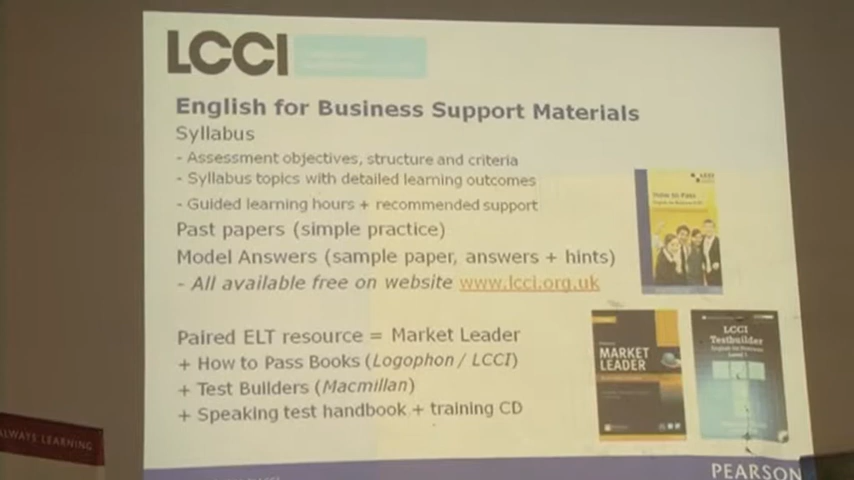 LCCI
English for Business Support Materials
Syllabus
- Assessment objectives, structure and criteria
- Syllabus topics with detailed learning outcomes
- Guided learning hours + recommended support
Past papers (simple practice)
Model Answers (sample paper, answers + hints)
- All available free on website www.lcci.org.uk
LCCI
How to Pass
Paired ELT resource = Market Leader
+ How to Pass Books (Logophon / LCCI)
+ Test Builders (Macmillan)
+ Speaking test handbook + training CD
MARKET
LEADER
LCCI
Testbuilder
English for Business
Level 1
ALWAYS LEARNING
PEARSON